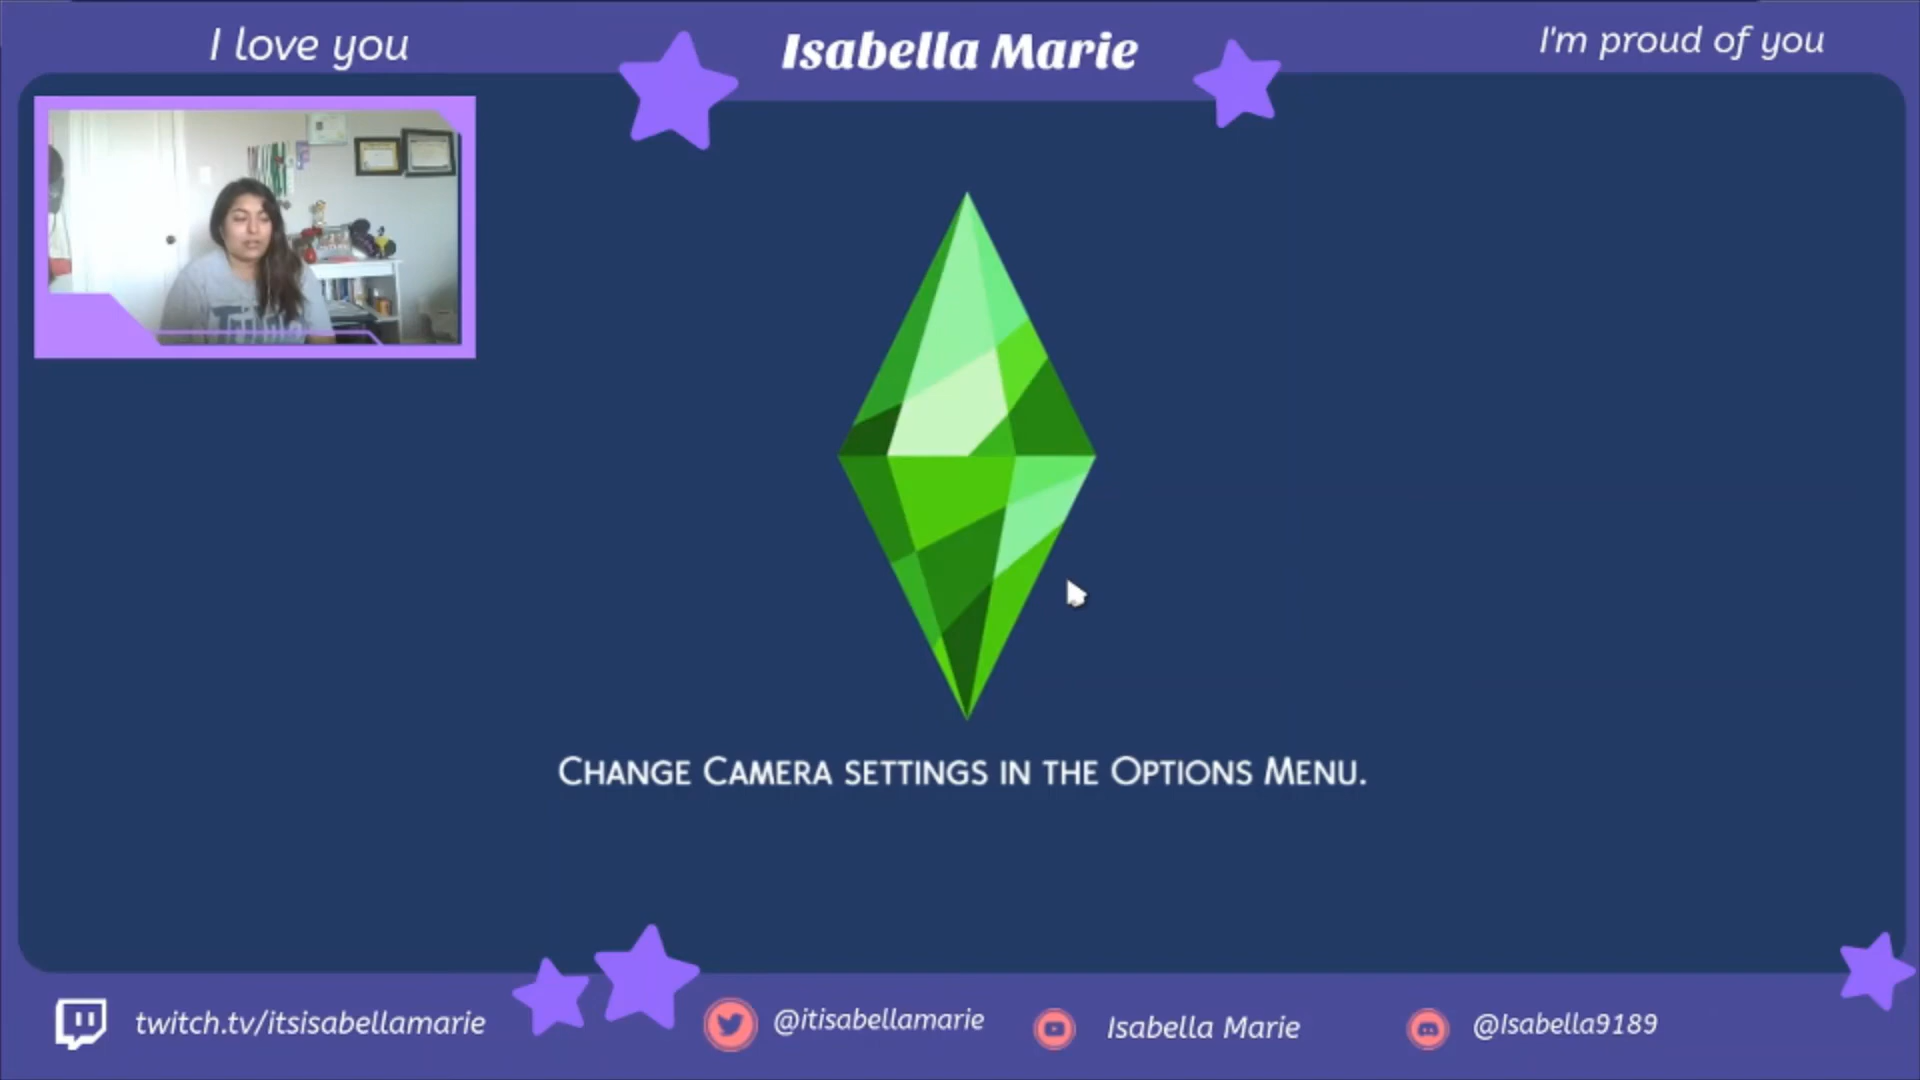 I love you
Isabella Marie
I'm proud of you
CHANGE CAMERA SETTINGS IN THE OPTIONS MENU.
twitch.tv/itsisabellamarie
@itisabellamarie
Isabella Marie
@Isabella9189